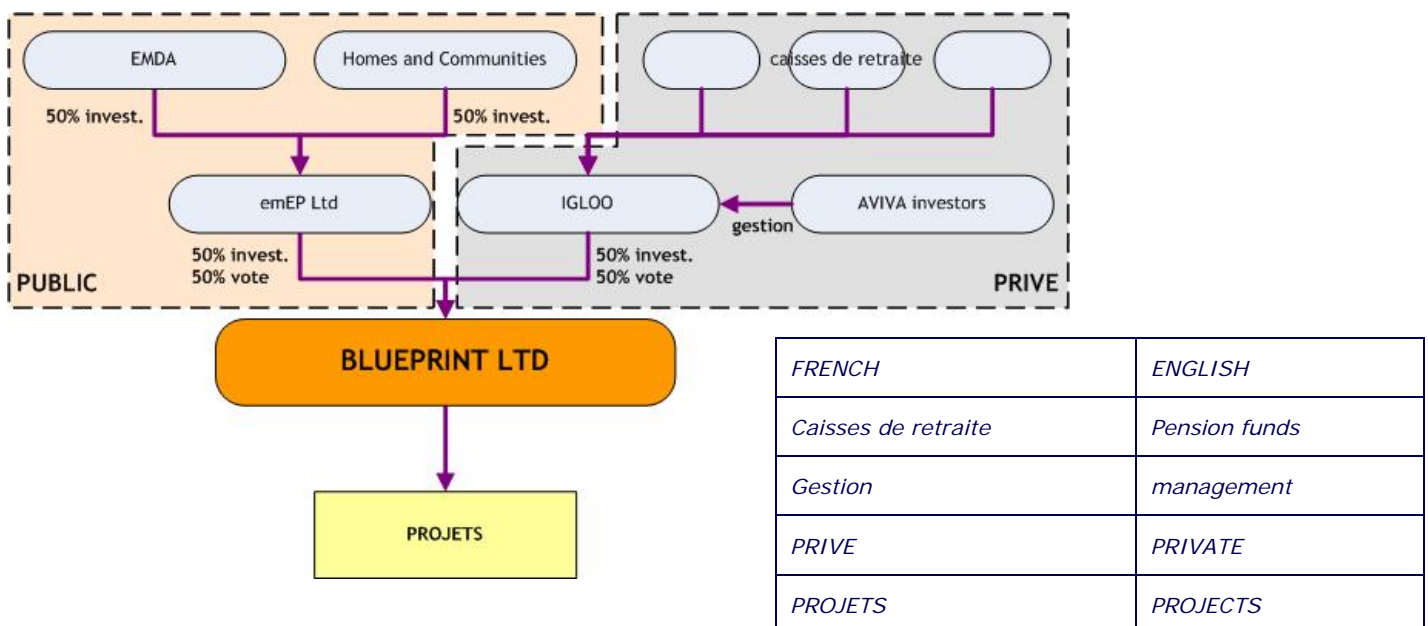 EMDA
Homes and Communities
caisses de retraite
50% invest.
50% invest.
emEP Ltd
IGLOO
AVIVA investors
gestion
50% invest.
50% vote
50% invest.
50% vote
PUBLIC
PRIVE
BLUEPRINT LTD
PROJETS
FRENCH ENGLISH
Caisses de retraite Pension funds
Gestion management
PRIVE PRIVATE
PROJETS PROJECTS